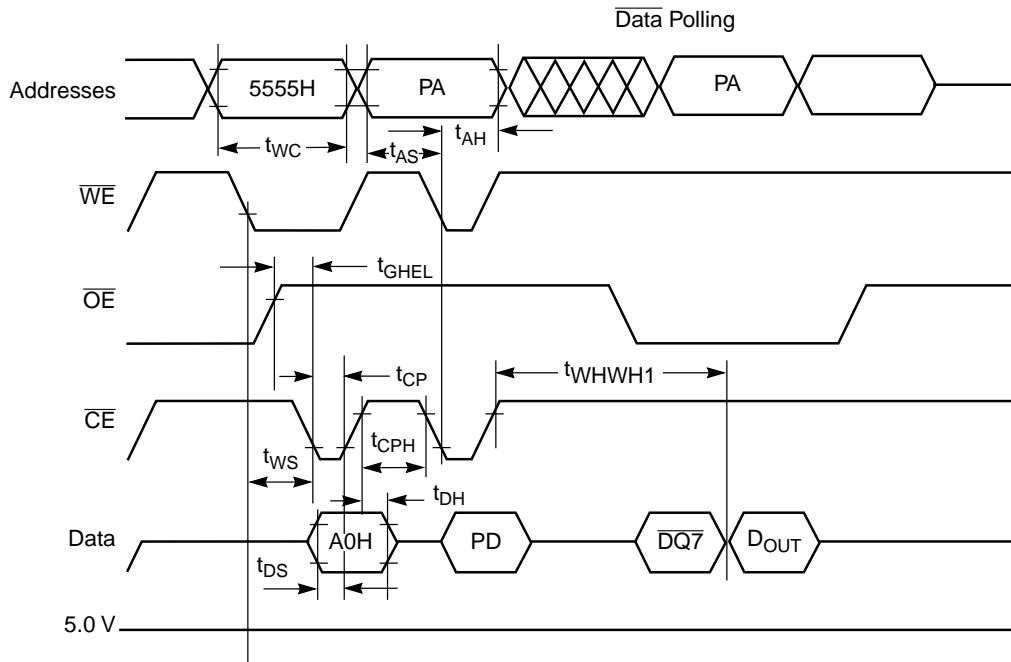 Data Polling
Addresses
5555H
PA
PA
tWC
tAS
tAH
WE
tGHEL
OE
tCP
tWHWH1
CE
tWS
tCPH
tDH
Data
A0H
PD
DQ7
DOUT
tDS
5.0 V